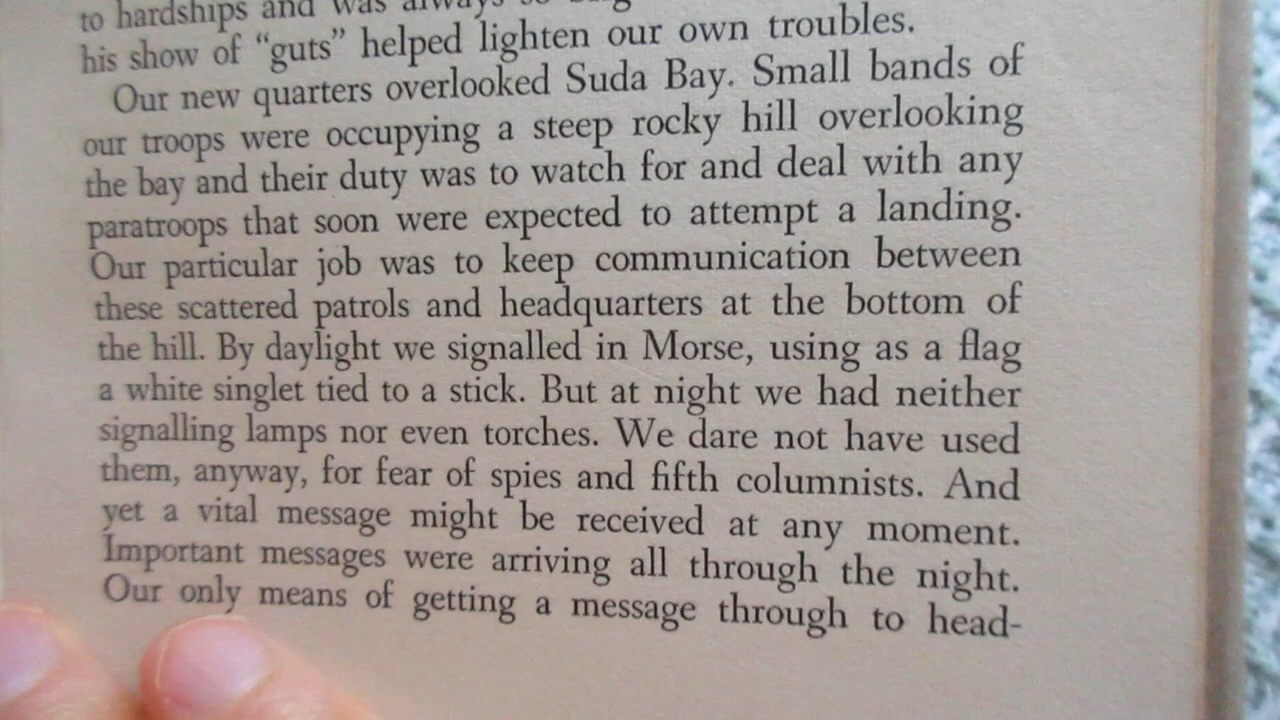 to hardships and was always so
his show of “guts” helped lighten our own troubles.
Our new quarters overlooked Suda Bay. Small bands of
our troops were occupying a steep rocky hill overlooking
the bay and their duty was to watch for and deal with any
paratroops that soon were expected to attempt a landing.
Our particular job was to keep communication between
these scattered patrols and headquarters at the bottom of
the hill. By daylight we signalled in Morse, using as a flag
a white singlet tied to a stick. But at night we had neither
signalling lamps nor even torches. We dare not have used
them, anyway, for fear of spies and fifth columnists. And
yet a vital message might be received at any moment.
Important messages were arriving all through the night.
Our only means of getting a message through to head-